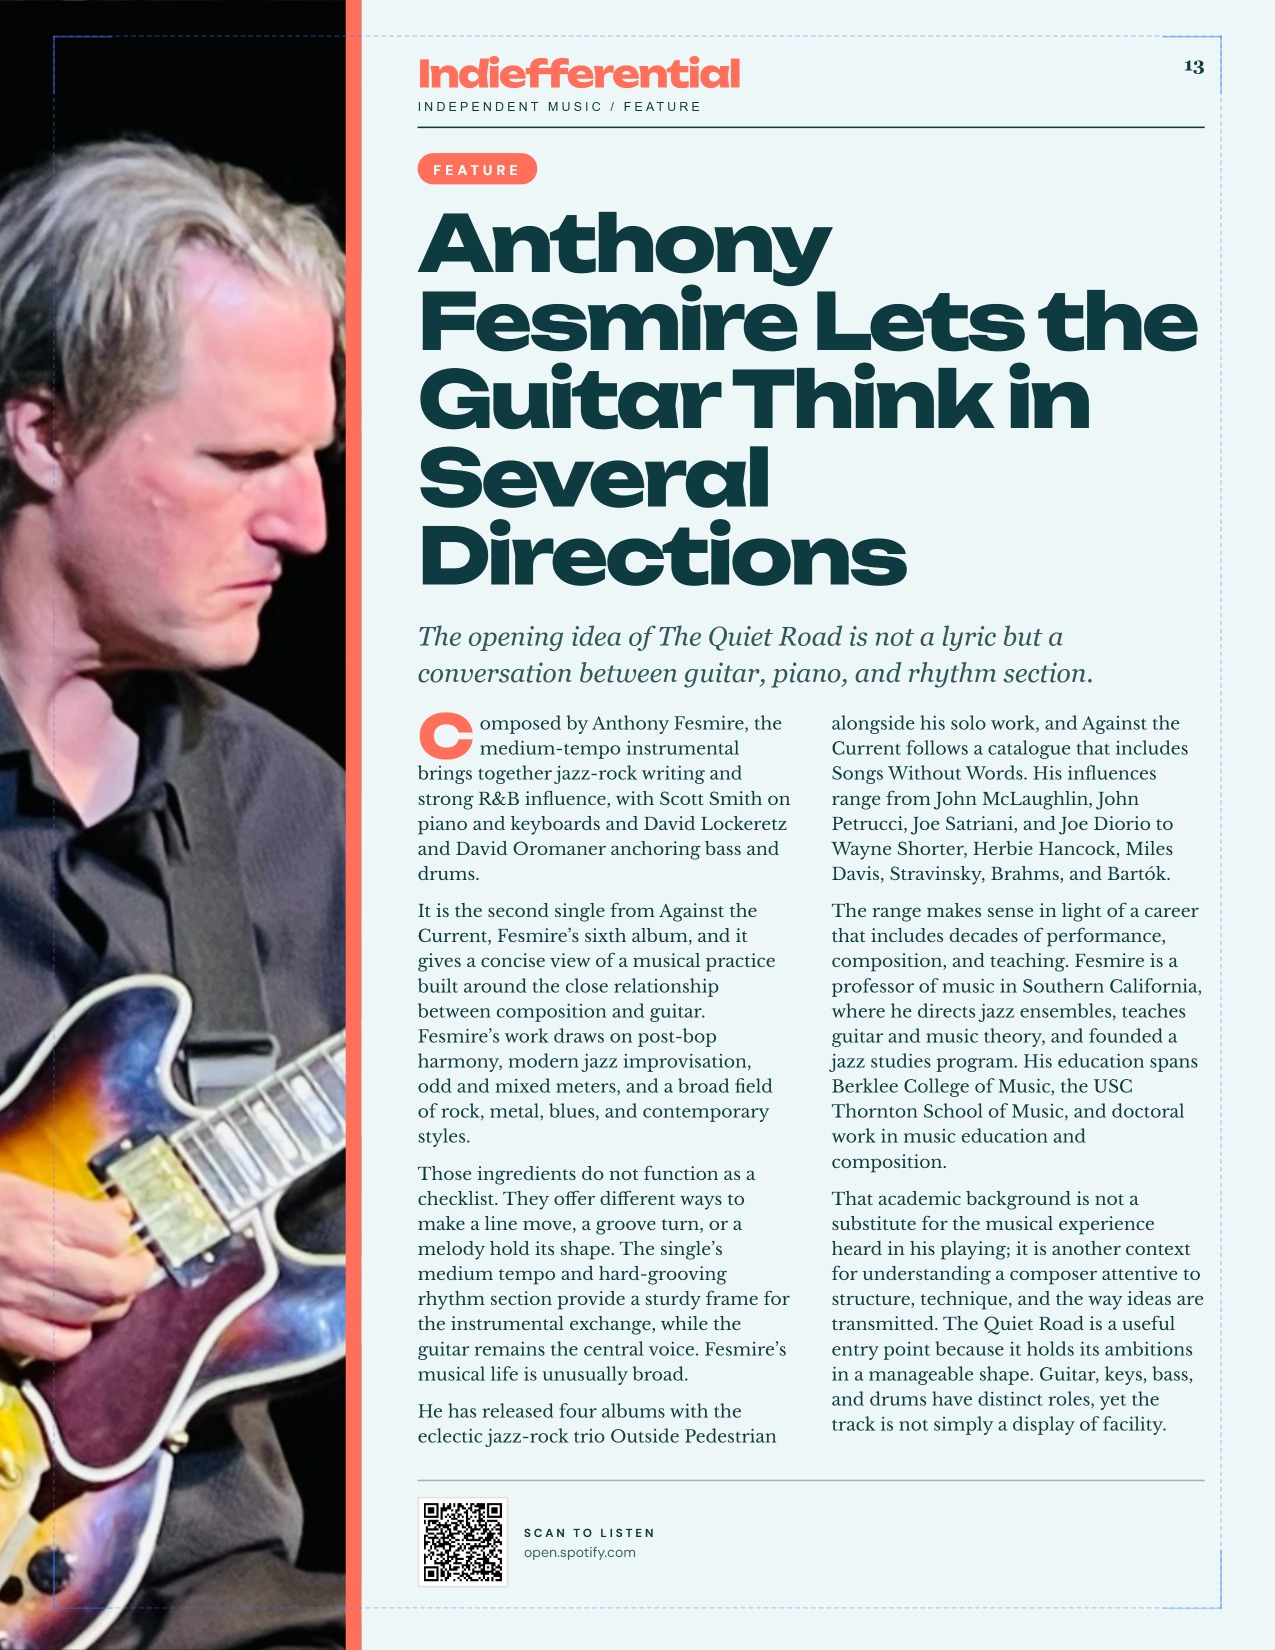 Indiefferential
13
INDEPENDENT MUSIC / FEATURE
FEATURE
Anthony
Fesmire Lets the
Guitar Think in
Several
Directions
The opening idea of The Quiet Road is not a lyric but a
conversation between guitar, piano, and rhythm section.
Composed by Anthony Fesmire, the
medium-tempo instrumental
brings together jazz-rock writing and
strong R&B influence, with Scott Smith on
piano and keyboards and David Lockeretz
and David Oromaner anchoring bass and
drums.
It is the second single from Against the
Current, Fesmire’s sixth album, and it
gives a concise view of a musical practice
built around the close relationship
between composition and guitar.
Fesmire’s work draws on post-bop
harmony, modern jazz improvisation,
odd and mixed meters, and a broad field
of rock, metal, blues, and contemporary
styles.
Those ingredients do not function as a
checklist. They offer different ways to
make a line move, a groove turn, or a
melody hold its shape. The single’s
medium tempo and hard-grooving
rhythm section provide a sturdy frame for
the instrumental exchange, while the
guitar remains the central voice. Fesmire’s
musical life is unusually broad.
He has released four albums with the
eclectic jazz-rock trio Outside Pedestrian
alongside his solo work, and Against the
Current follows a catalogue that includes
Songs Without Words. His influences
range from John McLaughlin, John
Petrucci, Joe Satriani, and Joe Diorio to
Wayne Shorter, Herbie Hancock, Miles
Davis, Stravinsky, Brahms, and Bartók.
The range makes sense in light of a career
that includes decades of performance,
composition, and teaching. Fesmire is a
professor of music in Southern California,
where he directs jazz ensembles, teaches
guitar and music theory, and founded a
jazz studies program. His education spans
Berklee College of Music, the USC
Thornton School of Music, and doctoral
work in music education and
composition.
That academic background is not a
substitute for the musical experience
heard in his playing; it is another context
for understanding a composer attentive to
structure, technique, and the way ideas are
transmitted. The Quiet Road is a useful
entry point because it holds its ambitions
in a manageable shape. Guitar, keys, bass,
and drums have distinct roles, yet the
track is not simply a display of facility.
SCAN TO LISTEN
open.spotify.com